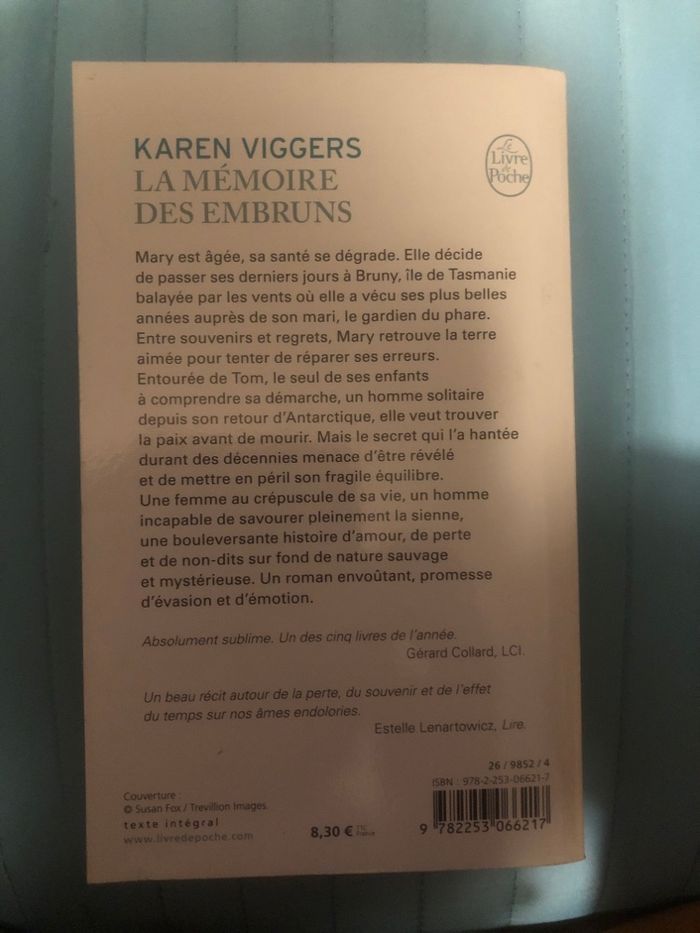 KAREN VIGGERS
LA MÉMOIRE
DES EMBRUNS
Le
Livre
de
Poche
Mary est âgée, sa santé se dégrade. Elle décide
de passer ses derniers jours à Bruny, île de Tasmanie
balayée par les vents où elle a vécu ses plus belles
années auprès de son mari, le gardien du phare.
Entre souvenirs et regrets, Mary retrouve la terre
aimée pour tenter de réparer ses erreurs.
Entourée de Tom, le seul de ses enfants
à comprendre sa démarche, un homme solitaire
depuis son retour d'Antarctique, elle veut trouver
la paix avant de mourir. Mais le secret qui l'a hantée
durant des décennies menace d'être révélé
et de mettre en péril son fragile équilibre.
Une femme au crépuscule de sa vie, un homme
incapable de savourer pleinement la sienne,
une bouleversante histoire d'amour, de perte
et de non-dits sur fond de nature sauvage
et mystérieuse. Un roman envoûtant, promesse
d'évasion et d'émotion.
Absolument sublime. Un des cinq livres de l'année.
Gérard Collard, LCI.
Un beau récit autour de la perte, du souvenir et de l'effet
du temps sur nos âmes endolories.
Estelle Lenartowicz, Lire.
Couverture :
© Susan Fox / Trevillion Images.
texte intégral
www.livredepoche.com
8,30 € TTC
France
26 / 9852 / 4
ISBN : 978-2-253-06621-7
9 782253 066217